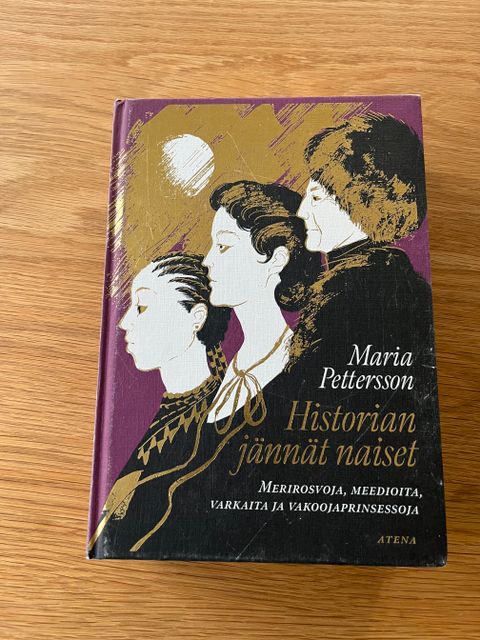 Maria
Pettersson
Historian
jännät naiset
Merirosvoja, meedioita,
varkaita ja vakoojaprinsessoja
ATENA